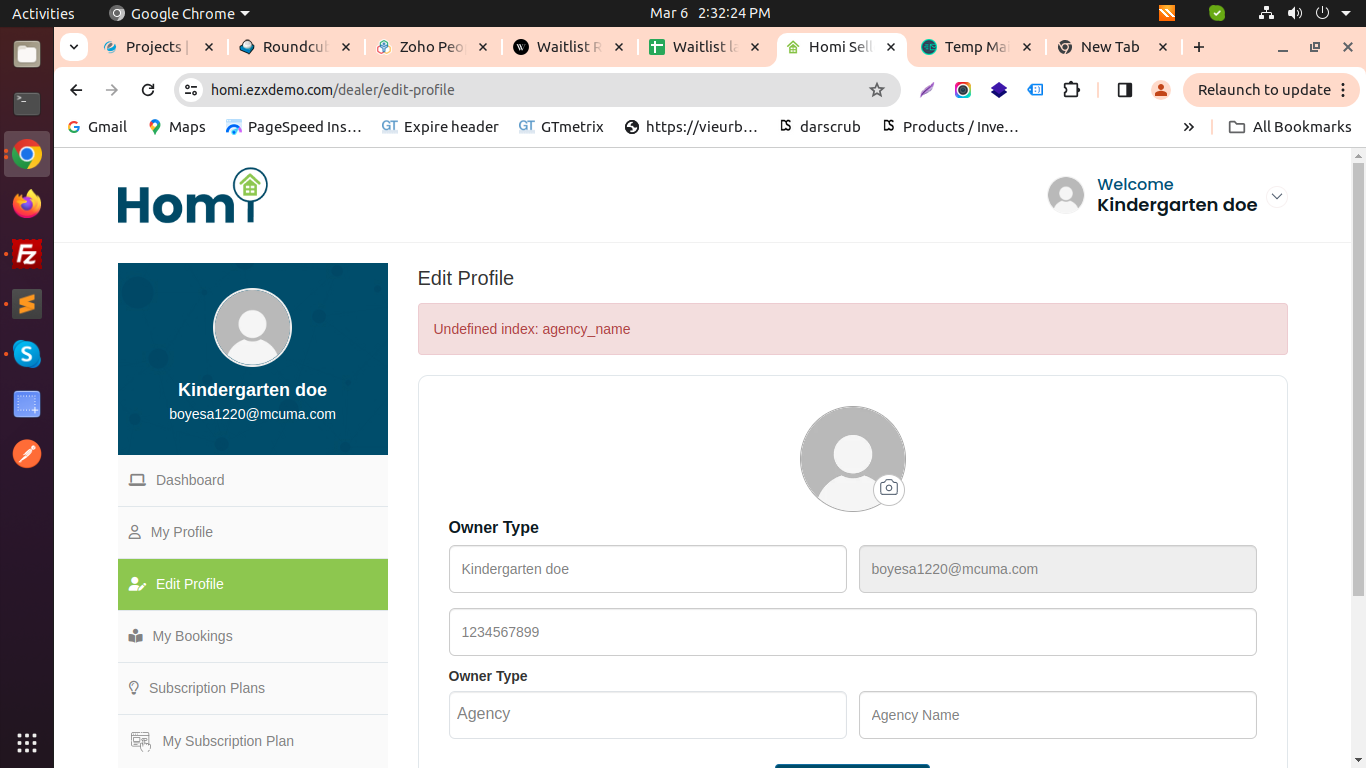 Activities
Google Chrome
Mar 6 2:32:24 PM
Projects |
Roundcu
Zoho Peo
Waitlist R
Waitlist la
Homi Sell
Temp Mai
New Tab
homi.ezxdemo.com/dealer/edit-profile
Relaunch to update
Gmail
Maps
PageSpeed Ins…
GT Expire header
GT GTmetrix
https://vieurb…
darscrub
Products / Inve…
All Bookmarks
Homi
Welcome
Kindergarten doe
Kindergarten doe
boyesa1220@mcuma.com
Dashboard
My Profile
Edit Profile
My Bookings
Subscription Plans
My Subscription Plan
Edit Profile
Undefined index: agency_name
Owner Type
Kindergarten doe
boyesa1220@mcuma.com
1234567899
Owner Type
Agency
Agency Name